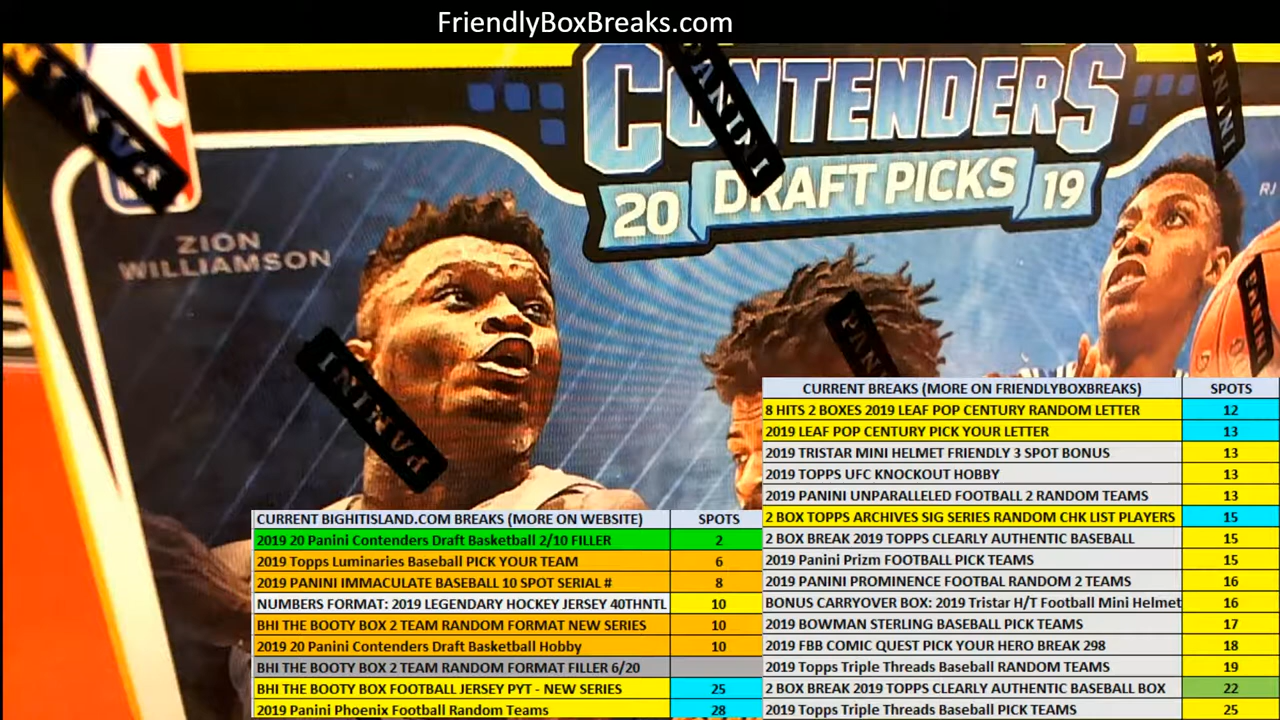 FriendlyBoxBreaks.com
CONTENDERS
20 DRAFT PICKS 19
ZION
WILLIAMSON
RJ
PANINI
PANINI
PANINI
PANINI
PANINI
CURRENT BIGHITISLAND.COM BREAKS (MORE ON WEBSITE) SPOTS
2019 20 Panini Contenders Draft Basketball 2/10 FILLER 2
2019 Topps Luminaries Baseball PICK YOUR TEAM 6
2019 PANINI IMMACULATE BASEBALL 10 SPOT SERIAL # 8
NUMBERS FORMAT: 2019 LEGENDARY HOCKEY JERSEY 40THNTL 10
BHI THE BOOTY BOX 2 TEAM RANDOM FORMAT NEW SERIES 10
2019 20 Panini Contenders Draft Basketball Hobby 10
BHI THE BOOTY BOX 2 TEAM RANDOM FORMAT FILLER 6/20
BHI THE BOOTY BOX FOOTBALL JERSEY PYT - NEW SERIES 25
2019 Panini Phoenix Football Random Teams 28
CURRENT BREAKS (MORE ON FRIENDLYBOXBREAKS) SPOTS
8 HITS 2 BOXES 2019 LEAF POP CENTURY RANDOM LETTER 12
2019 LEAF POP CENTURY PICK YOUR LETTER 13
2019 TRISTAR MINI HELMET FRIENDLY 3 SPOT BONUS 13
2019 TOPPS UFC KNOCKOUT HOBBY 13
2019 PANINI UNPARALLELED FOOTBALL 2 RANDOM TEAMS 13
2 BOX TOPPS ARCHIVES SIG SERIES RANDOM CHK LIST PLAYERS 15
2 BOX BREAK 2019 TOPPS CLEARLY AUTHENTIC BASEBALL 15
2019 Panini Prizm FOOTBALL PICK TEAMS 15
2019 PANINI PROMINENCE FOOTBAL RANDOM 2 TEAMS 16
BONUS CARRYOVER BOX: 2019 Tristar H/T Football Mini Helmet 16
2019 BOWMAN STERLING BASEBALL PICK TEAMS 17
2019 FBB COMIC QUEST PICK YOUR HERO BREAK 298 18
2019 Topps Triple Threads Baseball RANDOM TEAMS 19
2 BOX BREAK 2019 TOPPS CLEARLY AUTHENTIC BASEBALL BOX 22
2019 Topps Triple Threads Baseball PICK TEAMS 25